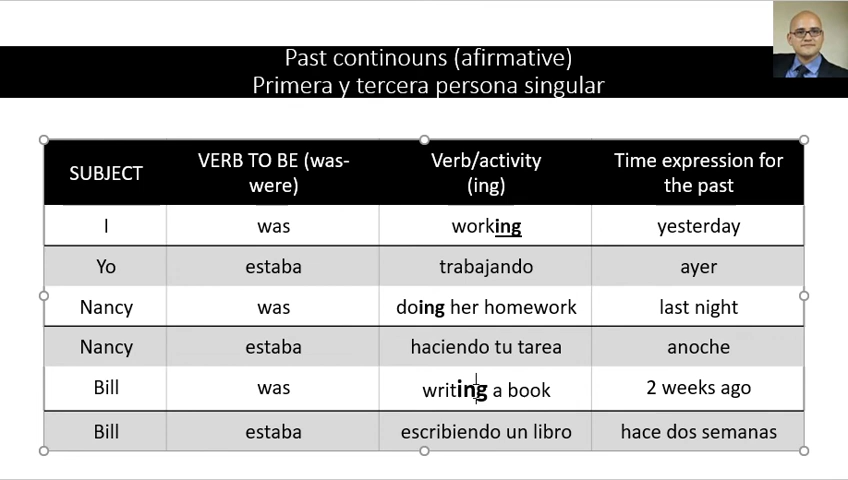 Past continouns (afirmative)
Primera y tercera persona singular
SUBJECT VERB TO BE (was- Verb/activity Time expression for
were) (ing) the past
I was working yesterday
Yo estaba trabajando ayer
Nancy was doing her homework last night
Nancy estaba haciendo tu tarea anoche
Bill was writing a book 2 weeks ago
Bill estaba escribiendo un libro hace dos semanas